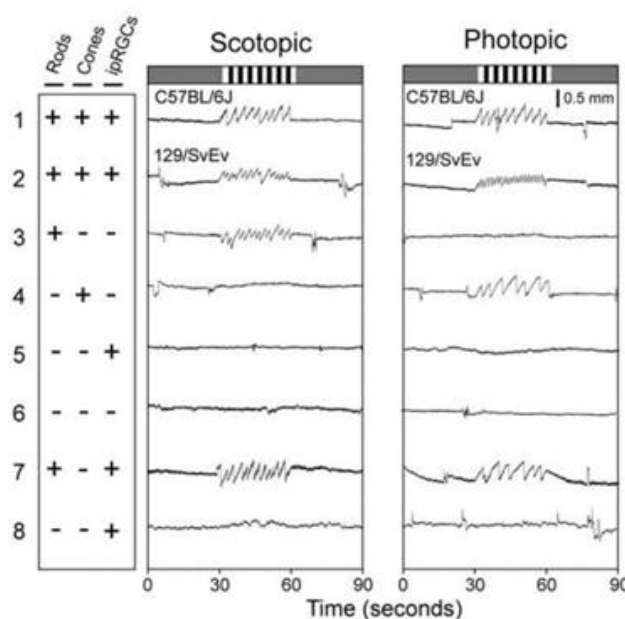 Rods Cones ipRGCs
Scotopic Photopic
C57BL/6J C57BL/6J 0.5 mm
1 + + +
129/SvEv 129/SvEv
2 + + +
3 + - -
4 - + -
5 - - +
6 - - -
7 + - +
8 - - +
0 30 60 90 0 30 60 90
Time (seconds)